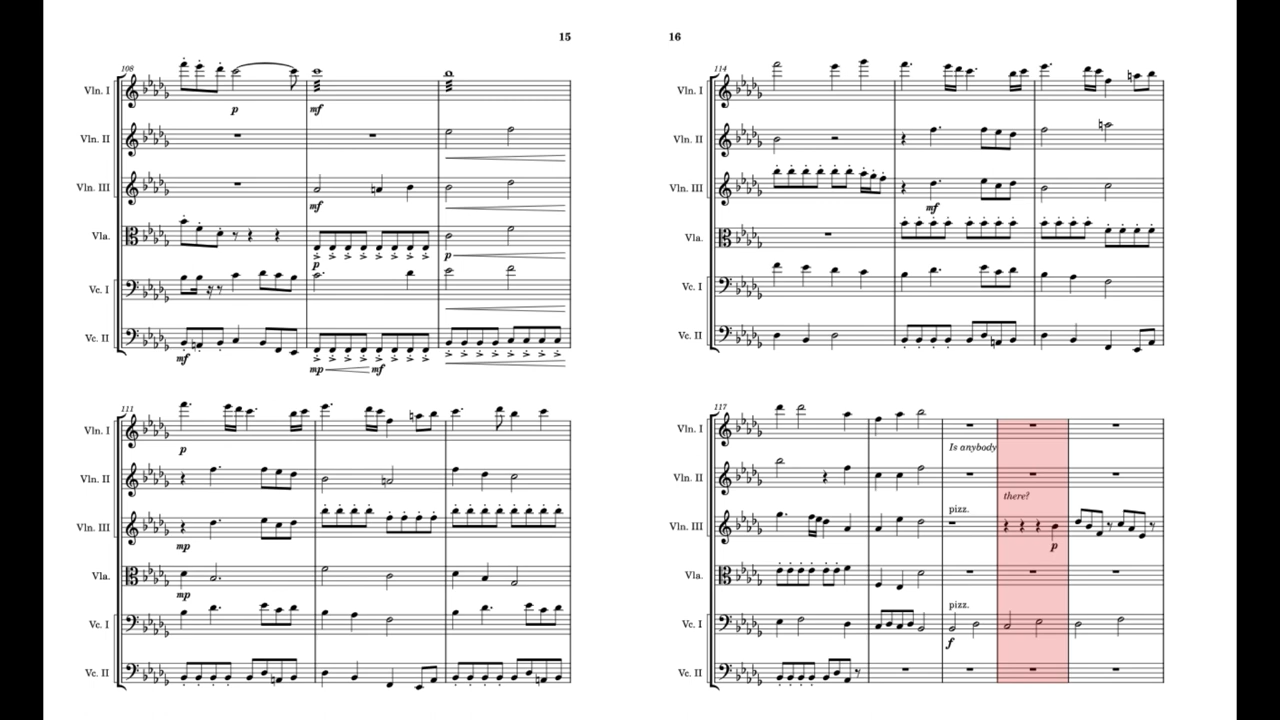 15
108
Vln. I
p
mf
Vln. II
Vln. III
mf
Vla.
p
p
Vc. I
Vc. II
mf
mp
mf
111
Vln. I
p
Vln. II
Vln. III
mp
Vla.
mp
Vc. I
Vc. II
16
114
Vln. I
Vln. II
Vln. III
mf
Vla.
Vc. I
Vc. II
117
Vln. I
Is anybody
Vln. II
there?
pizz.
Vln. III
p
Vla.
pizz.
Vc. I
f
Vc. II